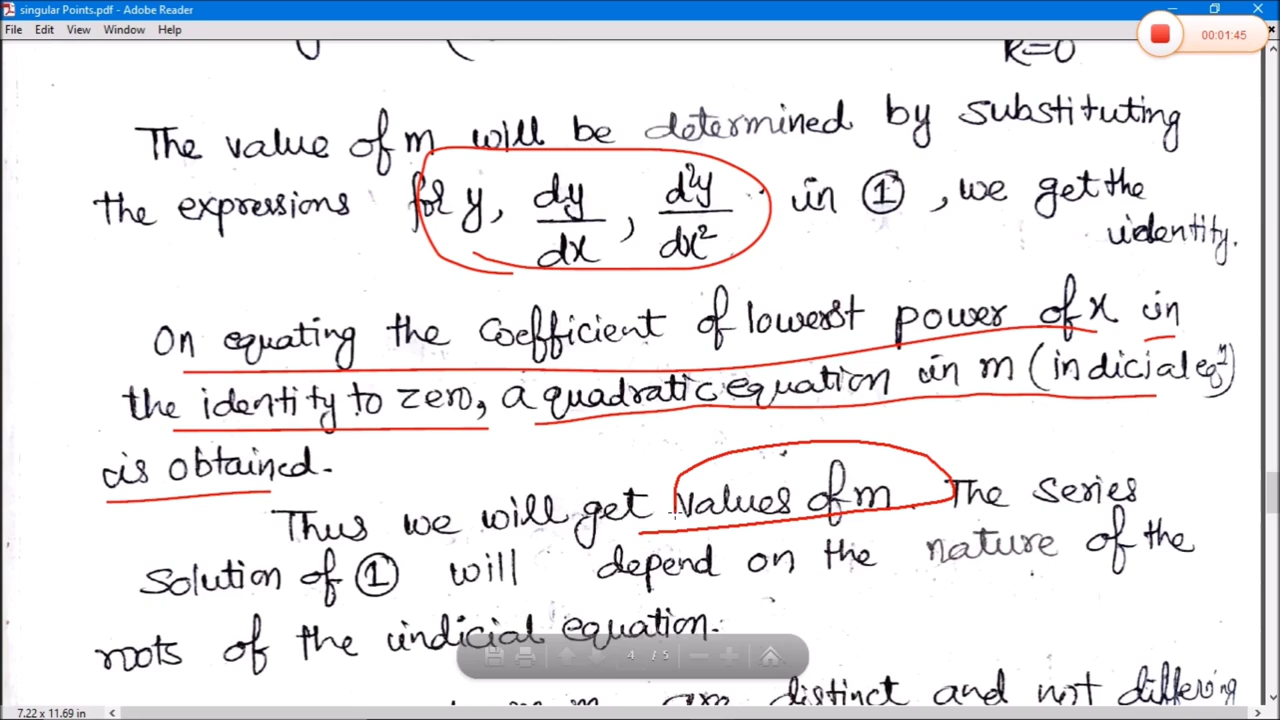 singular Points.pdf - Adobe Reader
File Edit View Window Help
00:01:45
K=0
The value of m will be determined by substituting
the expressions for y, dy/dx, d²y/dx² in ①, we get the
identity.
On equating the coefficient of lowerst power of x in
the identity to zero, a quadratic equation in m (indicial eqⁿ)
is obtained.
Thus we will get values of m. The series
Solution of ① will depend on the nature of the
roots of the indicial equation.
4 / 5
distinct and not differing
7.22 x 11.69 in